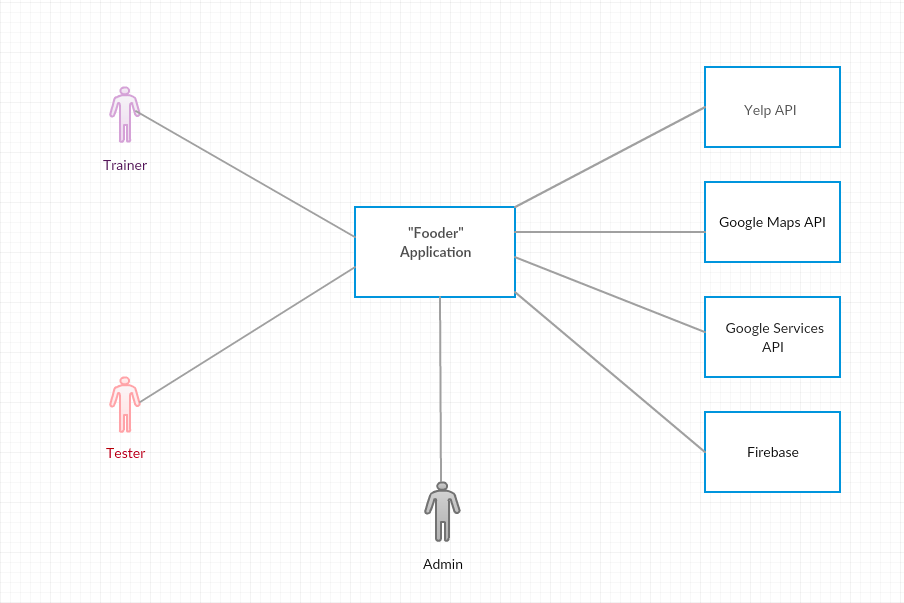 Trainer
Tester
"Fooder"
Application
Admin
Yelp API
Google Maps API
Google Services
API
Firebase